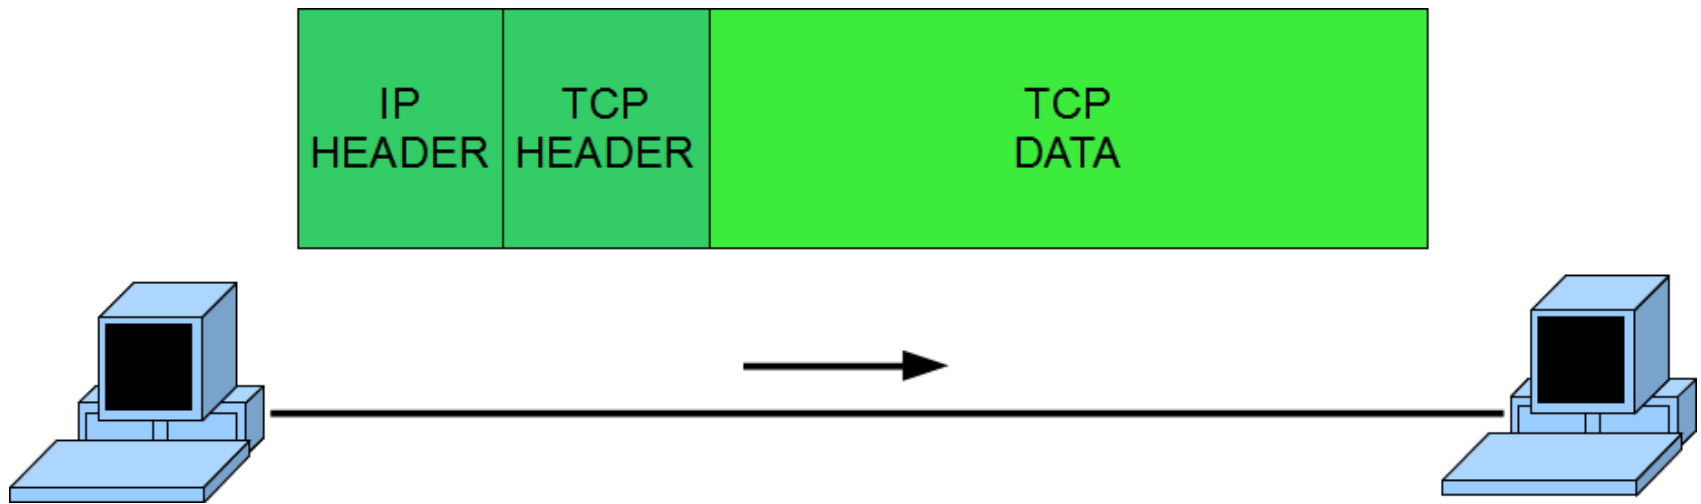 IP
HEADER
TCP
HEADER
TCP
DATA